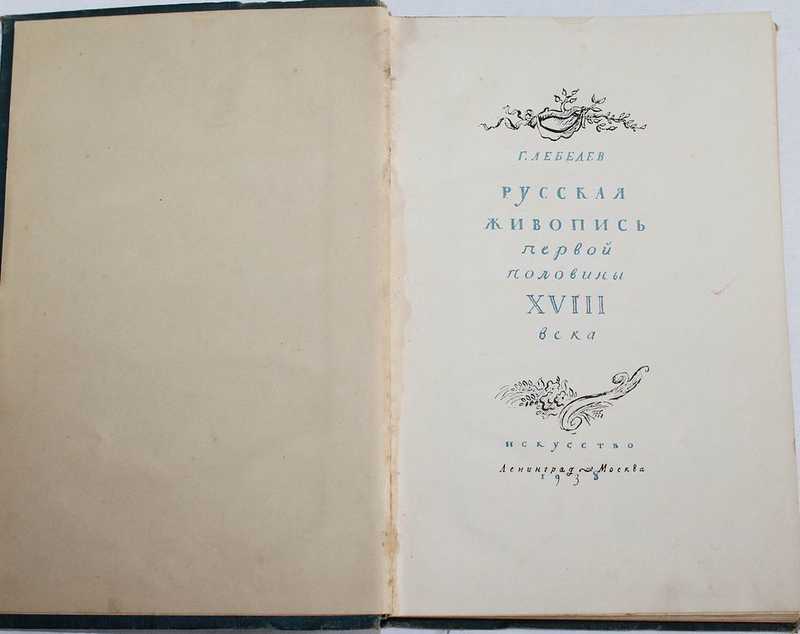 Г. ЛЕБЕДЕВ
РУССКАЯ
ЖИВОПИСЬ
первой
половины
XVIII
века
ИСКУССТВО
Ленинград ~ Москва
1938